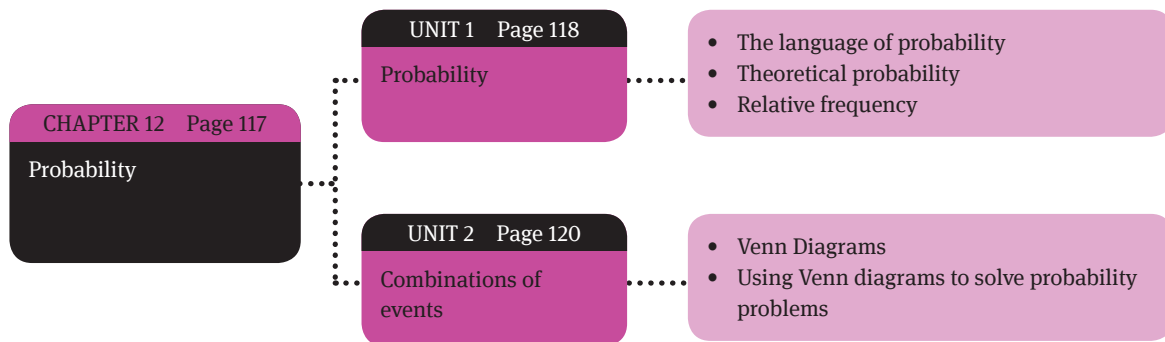 CHAPTER 12 Page 117
Probability
UNIT 1 Page 118
Probability
• The language of probability
• Theoretical probability
• Relative frequency
UNIT 2 Page 120
Combinations of
events
• Venn Diagrams
• Using Venn diagrams to solve probability
problems